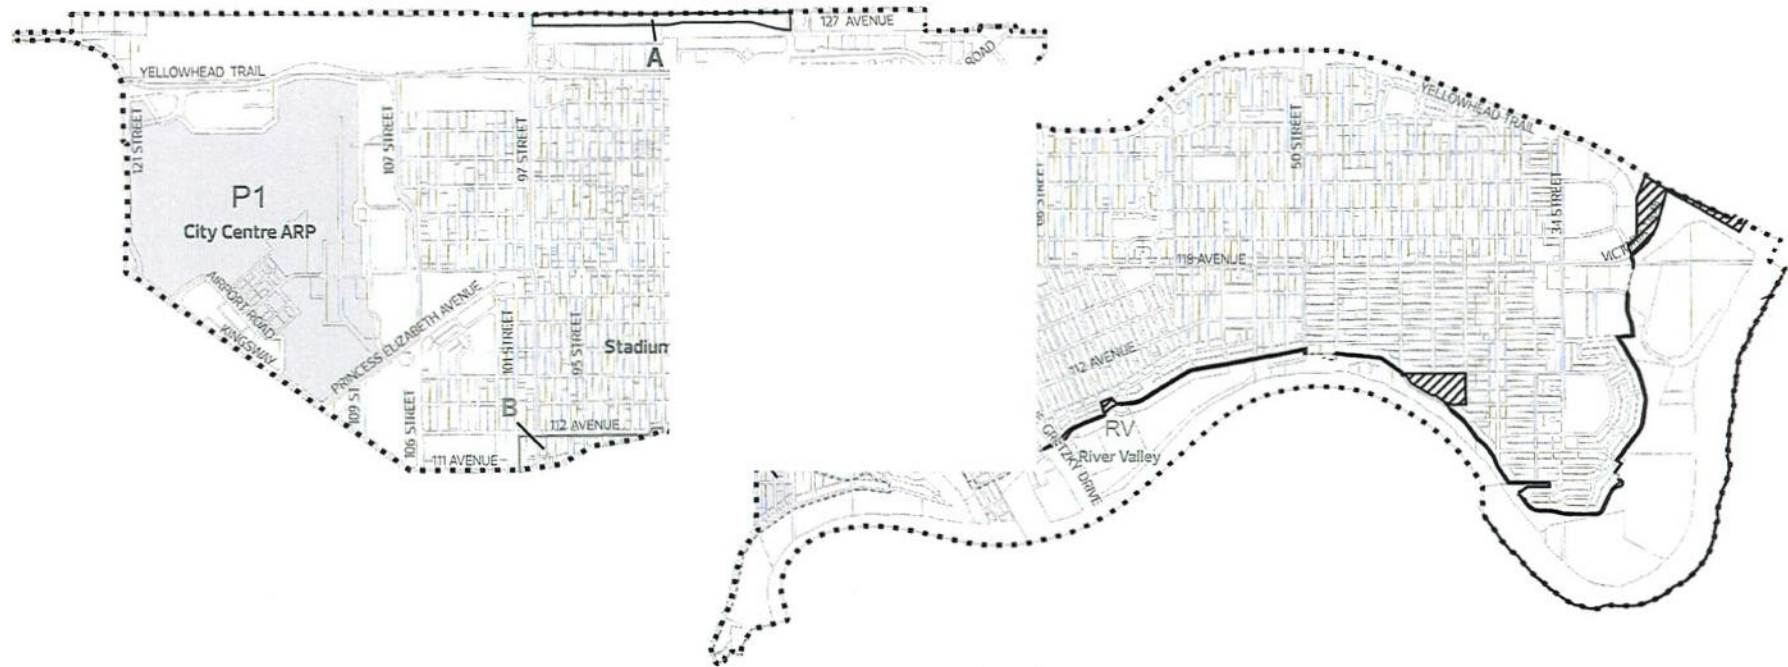 127 AVENUE
A
ROAD
YELLOWHEAD TRAIL
YELLOWHEAD TRAIL
121 STREET
107 STREET
97 STREET
50 STREET
34 STREET
P1
City Centre ARP
118 AVENUE
AIRPORT ROAD
KINGSWAY
PRINCESS ELIZABETH AVENUE
101 STREET
95 STREET
Stadium
112 AVENUE
109 ST
106 STREET
B
112 AVENUE
111 AVENUE
GRETZKY DRIVE
RV
River Valley